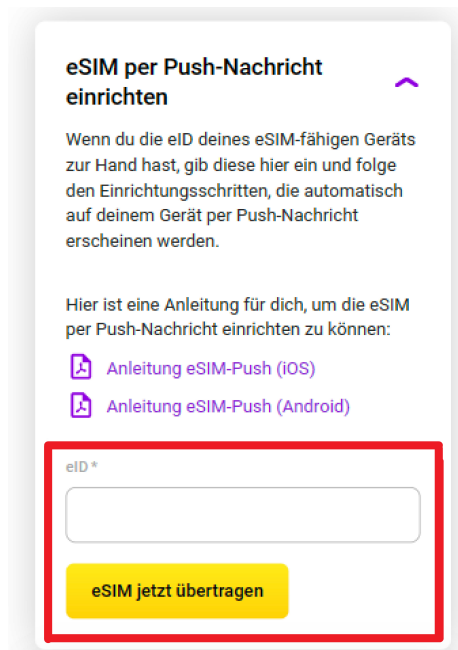 eSIM per Push-Nachricht
einrichten
Wenn du die eID deines eSIM-fähigen Geräts
zur Hand hast, gib diese hier ein und folge
den Einrichtungsschritten, die automatisch
auf deinem Gerät per Push-Nachricht
erscheinen werden.
Hier ist eine Anleitung für dich, um die eSIM
per Push-Nachricht einrichten zu können:
Anleitung eSIM-Push (iOS)
Anleitung eSIM-Push (Android)
eID *
eSIM jetzt übertragen